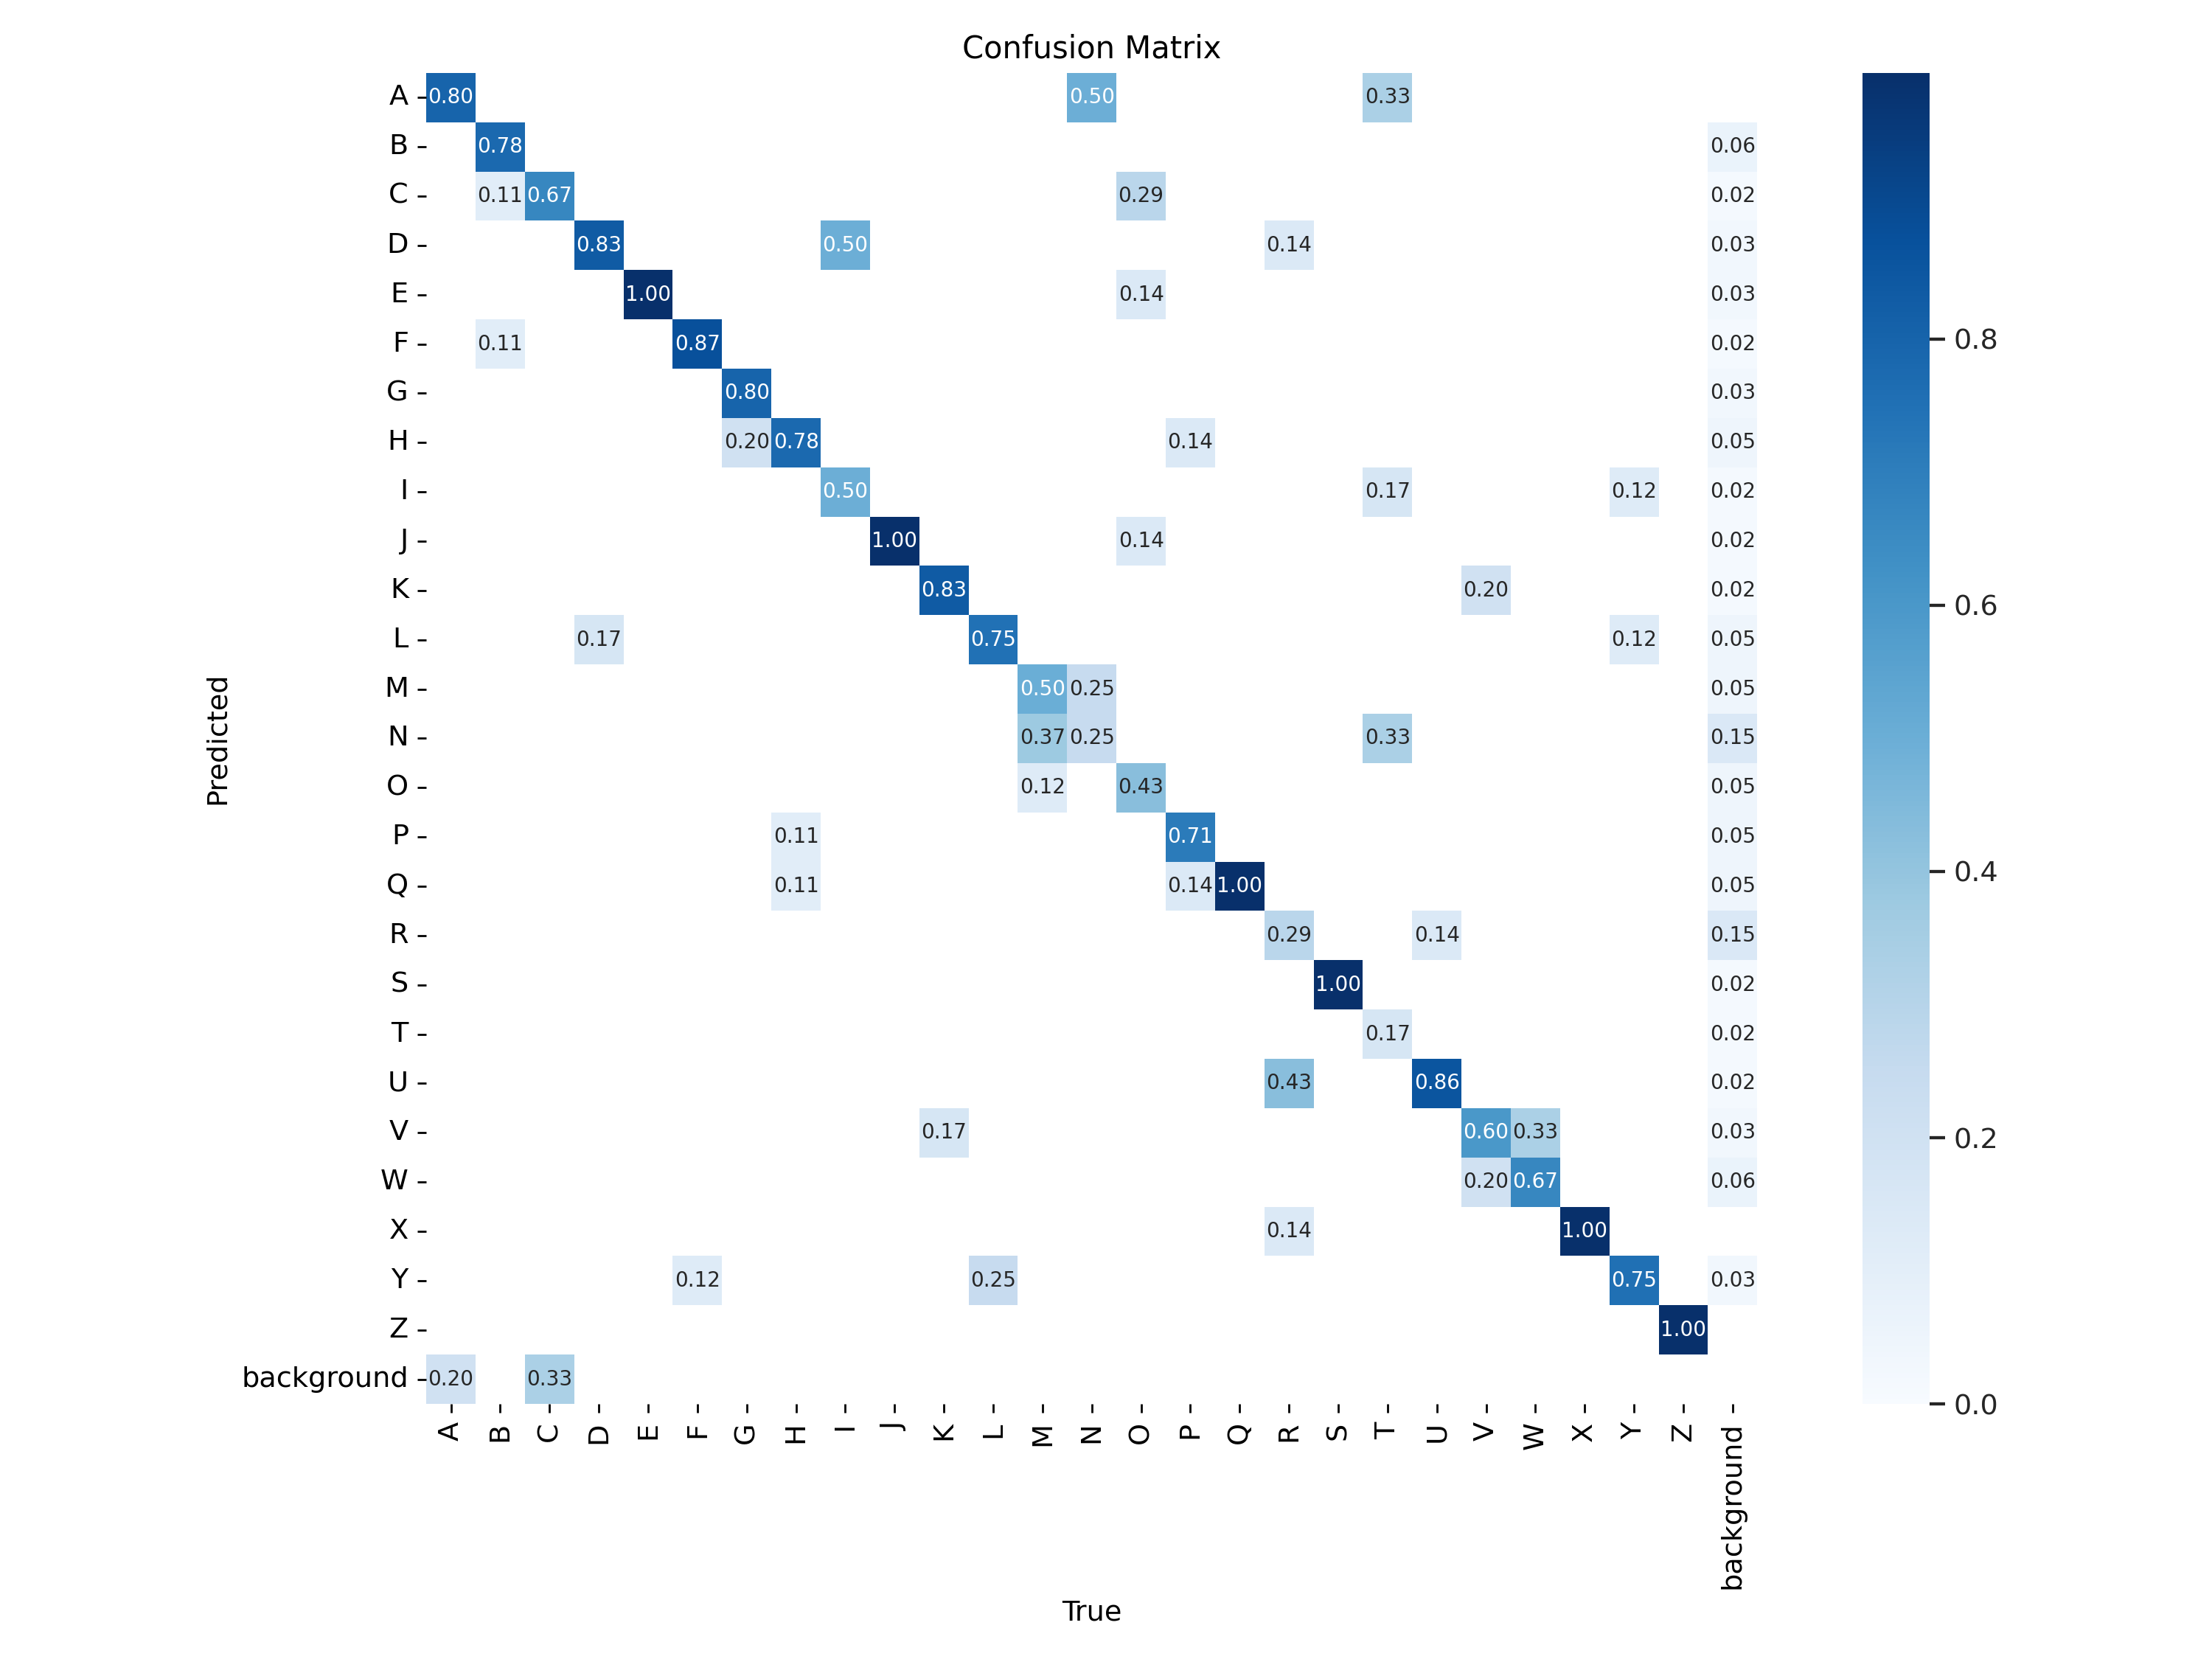 Confusion Matrix
A 0.80 0.50 0.33
B 0.78 0.06
C 0.11 0.67 0.29 0.02
D 0.83 0.50 0.14 0.03
E 1.00 0.14 0.03
F 0.11 0.87 0.02
G 0.80 0.03
H 0.20 0.78 0.14 0.05
I 0.50 0.17 0.12 0.02
J 1.00 0.14 0.02
K 0.83 0.20 0.02
L 0.17 0.75 0.12 0.05
M 0.50 0.25 0.05
N 0.37 0.25 0.33 0.15
O 0.12 0.43 0.05
P 0.11 0.71 0.05
Q 0.11 0.14 1.00 0.05
R 0.29 0.14 0.15
S 1.00 0.02
T 0.17 0.02
U 0.43 0.86 0.02
V 0.17 0.60 0.33 0.03
W 0.20 0.67 0.06
X 0.14 1.00
Y 0.12 0.25 0.75 0.03
Z 1.00
background 0.20 0.33
A B C D E F G H I J K L M N O P Q R S T U V W X Y Z background
True
Predicted
0.8
0.6
0.4
0.2
0.0